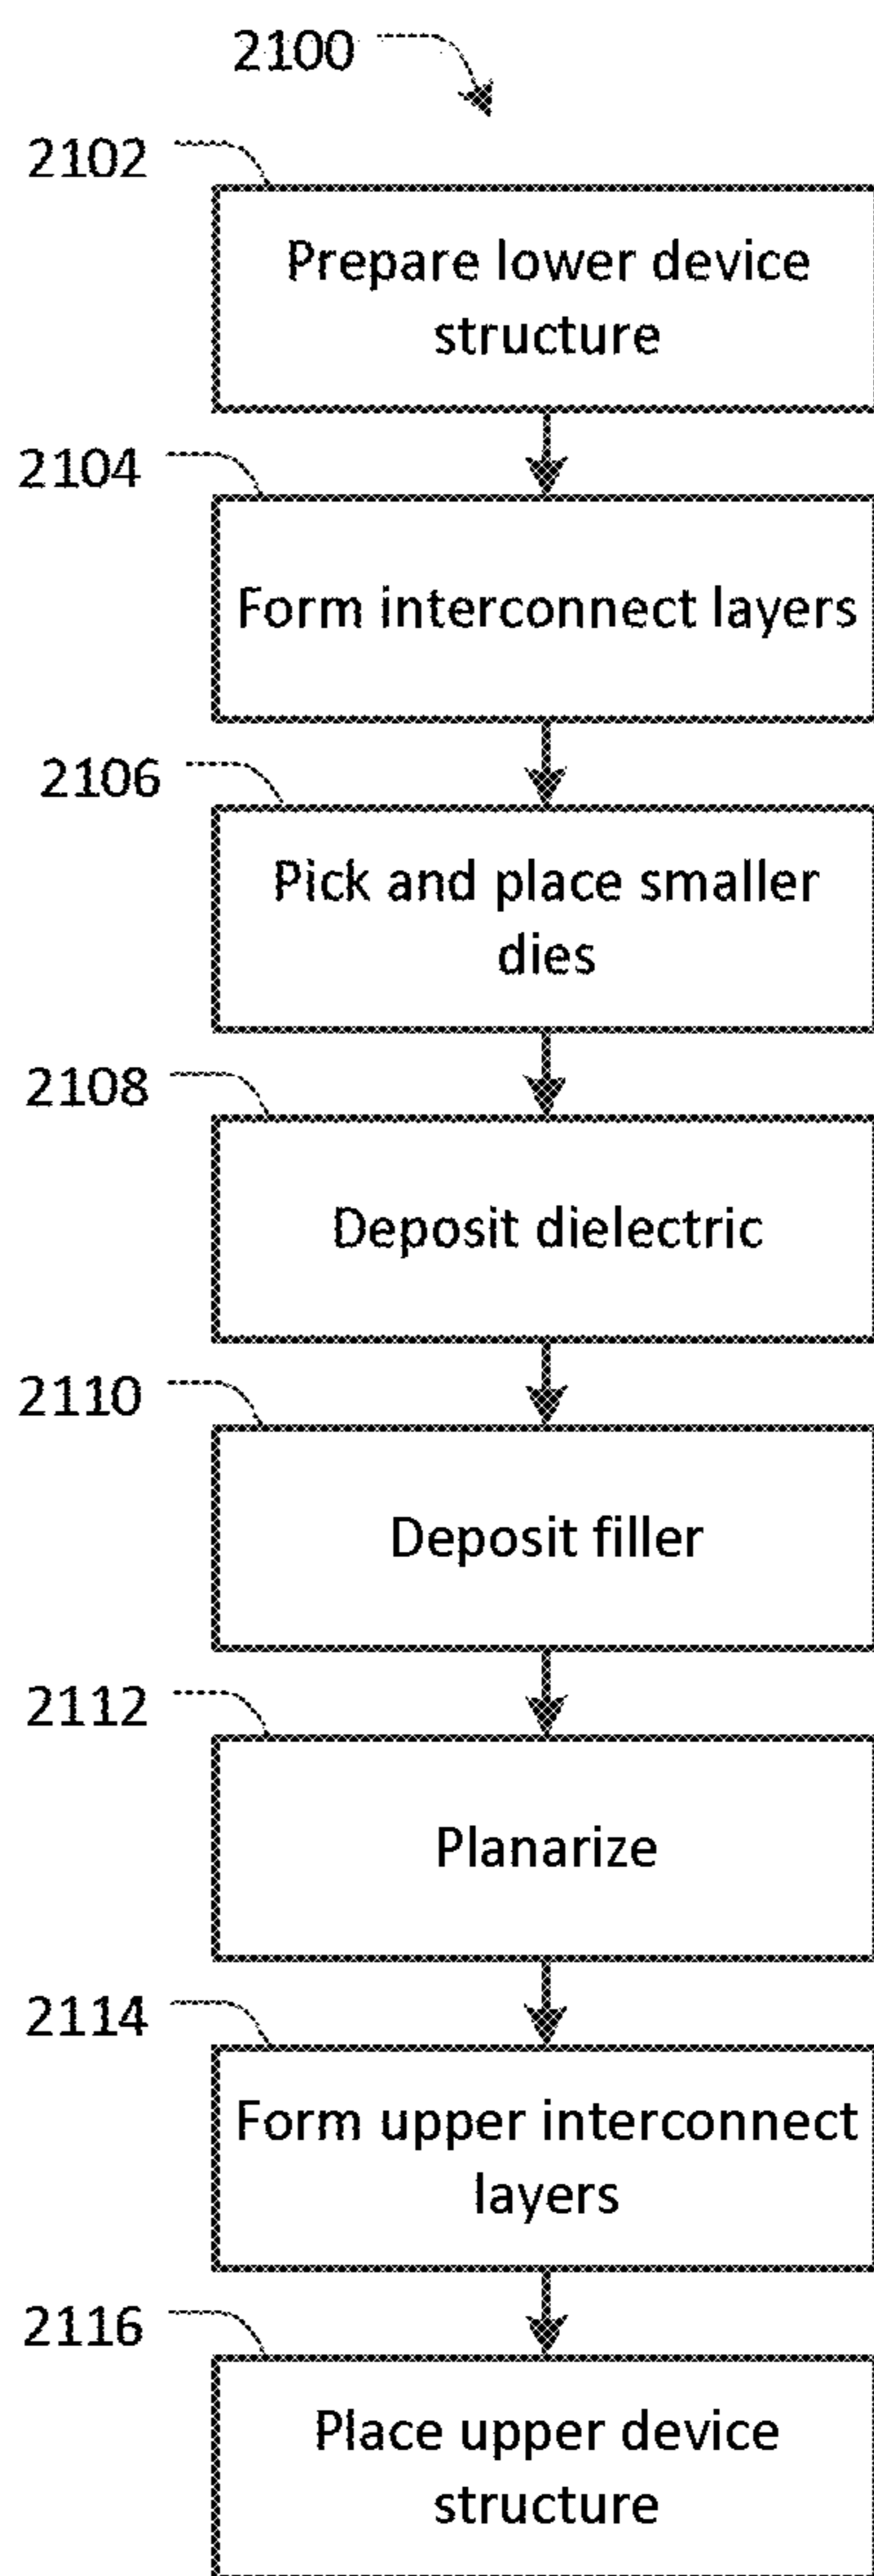 2100
2102
Prepare lower device
structure
2104
Form interconnect layers
2106
Pick and place smaller
dies
2108
Deposit dielectric
2110
Deposit filler
2112
Planarize
2114
Form upper interconnect
layers
2116
Place upper device
structure